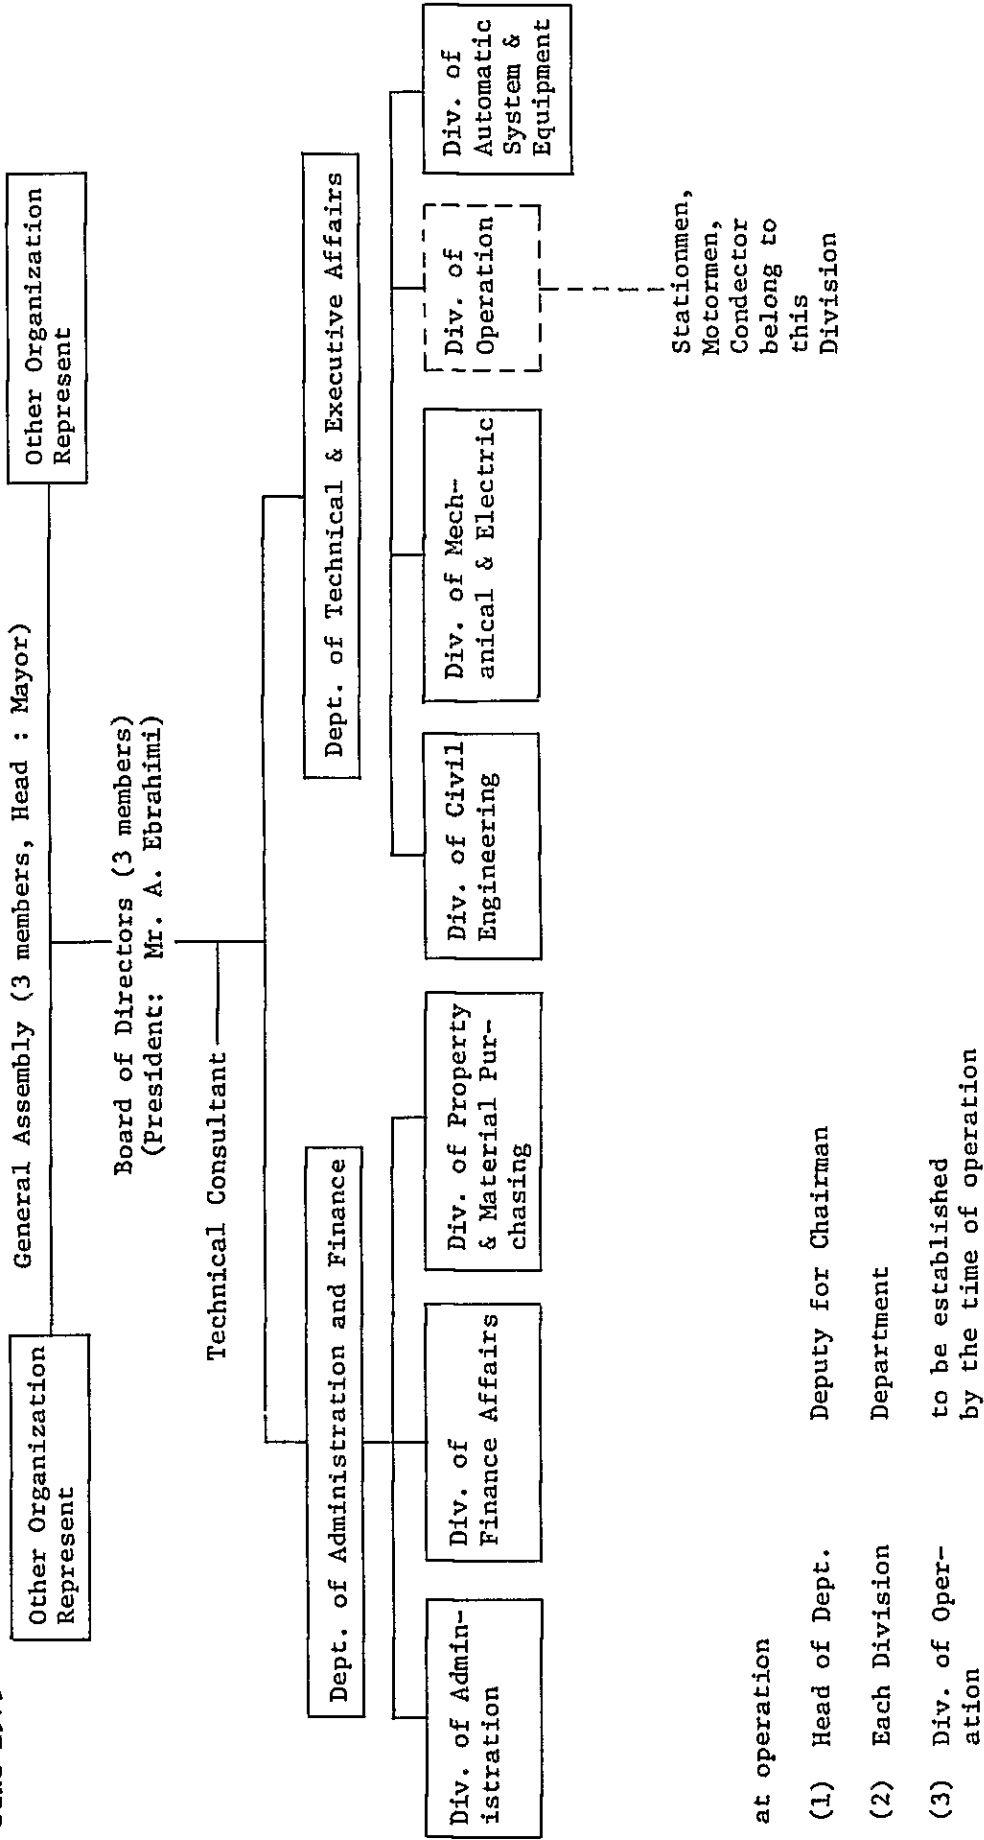 Other Organization
Represent
General Assembly (3 members, Head : Mayor)
Other Organization
Represent
Board of Directors (3 members)
(President: Mr. A. Ebrahimi)
Technical Consultant
Dept. of Administration and Finance
Dept. of Technical & Executive Affairs
Div. of Admin-
istration
Div. of
Finance Affairs
Div. of Property
& Material Pur-
chasing
Div. of Civil
Engineering
Div. of Mech-
anical & Electric
Div. of
Operation
Div. of
Automatic
System &
Equipment
Stationmen,
Motormen,
Condector
belong to
this
Division
at operation
(1) Head of Dept. Deputy for Chairman
(2) Each Division Department
(3) Div. of Oper- to be established
ation by the time of operation